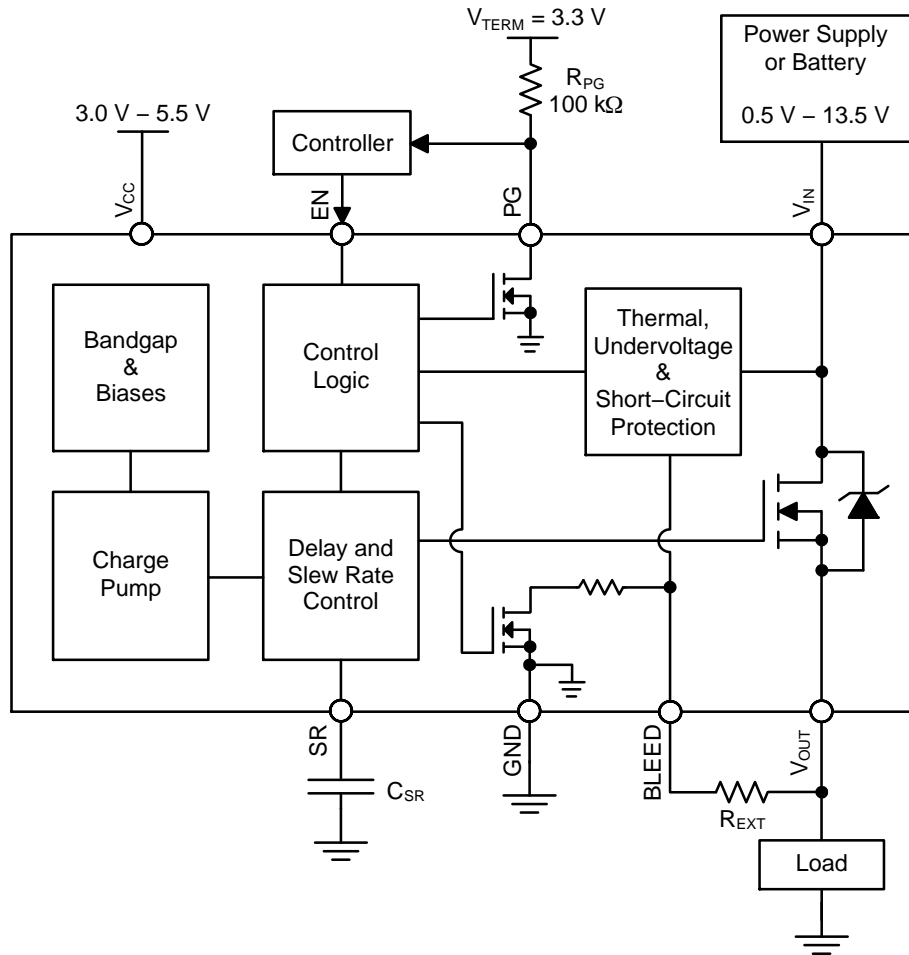 V_TERM = 3.3 V
Power Supply
or Battery
0.5 V – 13.5 V
R_PG
100 kΩ
3.0 V – 5.5 V
Controller
V_CC
EN
PG
V_IN
Bandgap
&
Biases
Control
Logic
Thermal,
Undervoltage
&
Short–Circuit
Protection
Charge
Pump
Delay and
Slew Rate
Control
SR
GND
BLEED
V_OUT
C_SR
R_EXT
Load